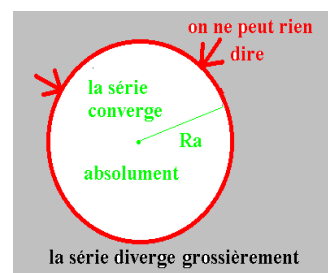 on ne peut rien
dire
la série
converge
Ra
absolument
la série diverge grossièrement